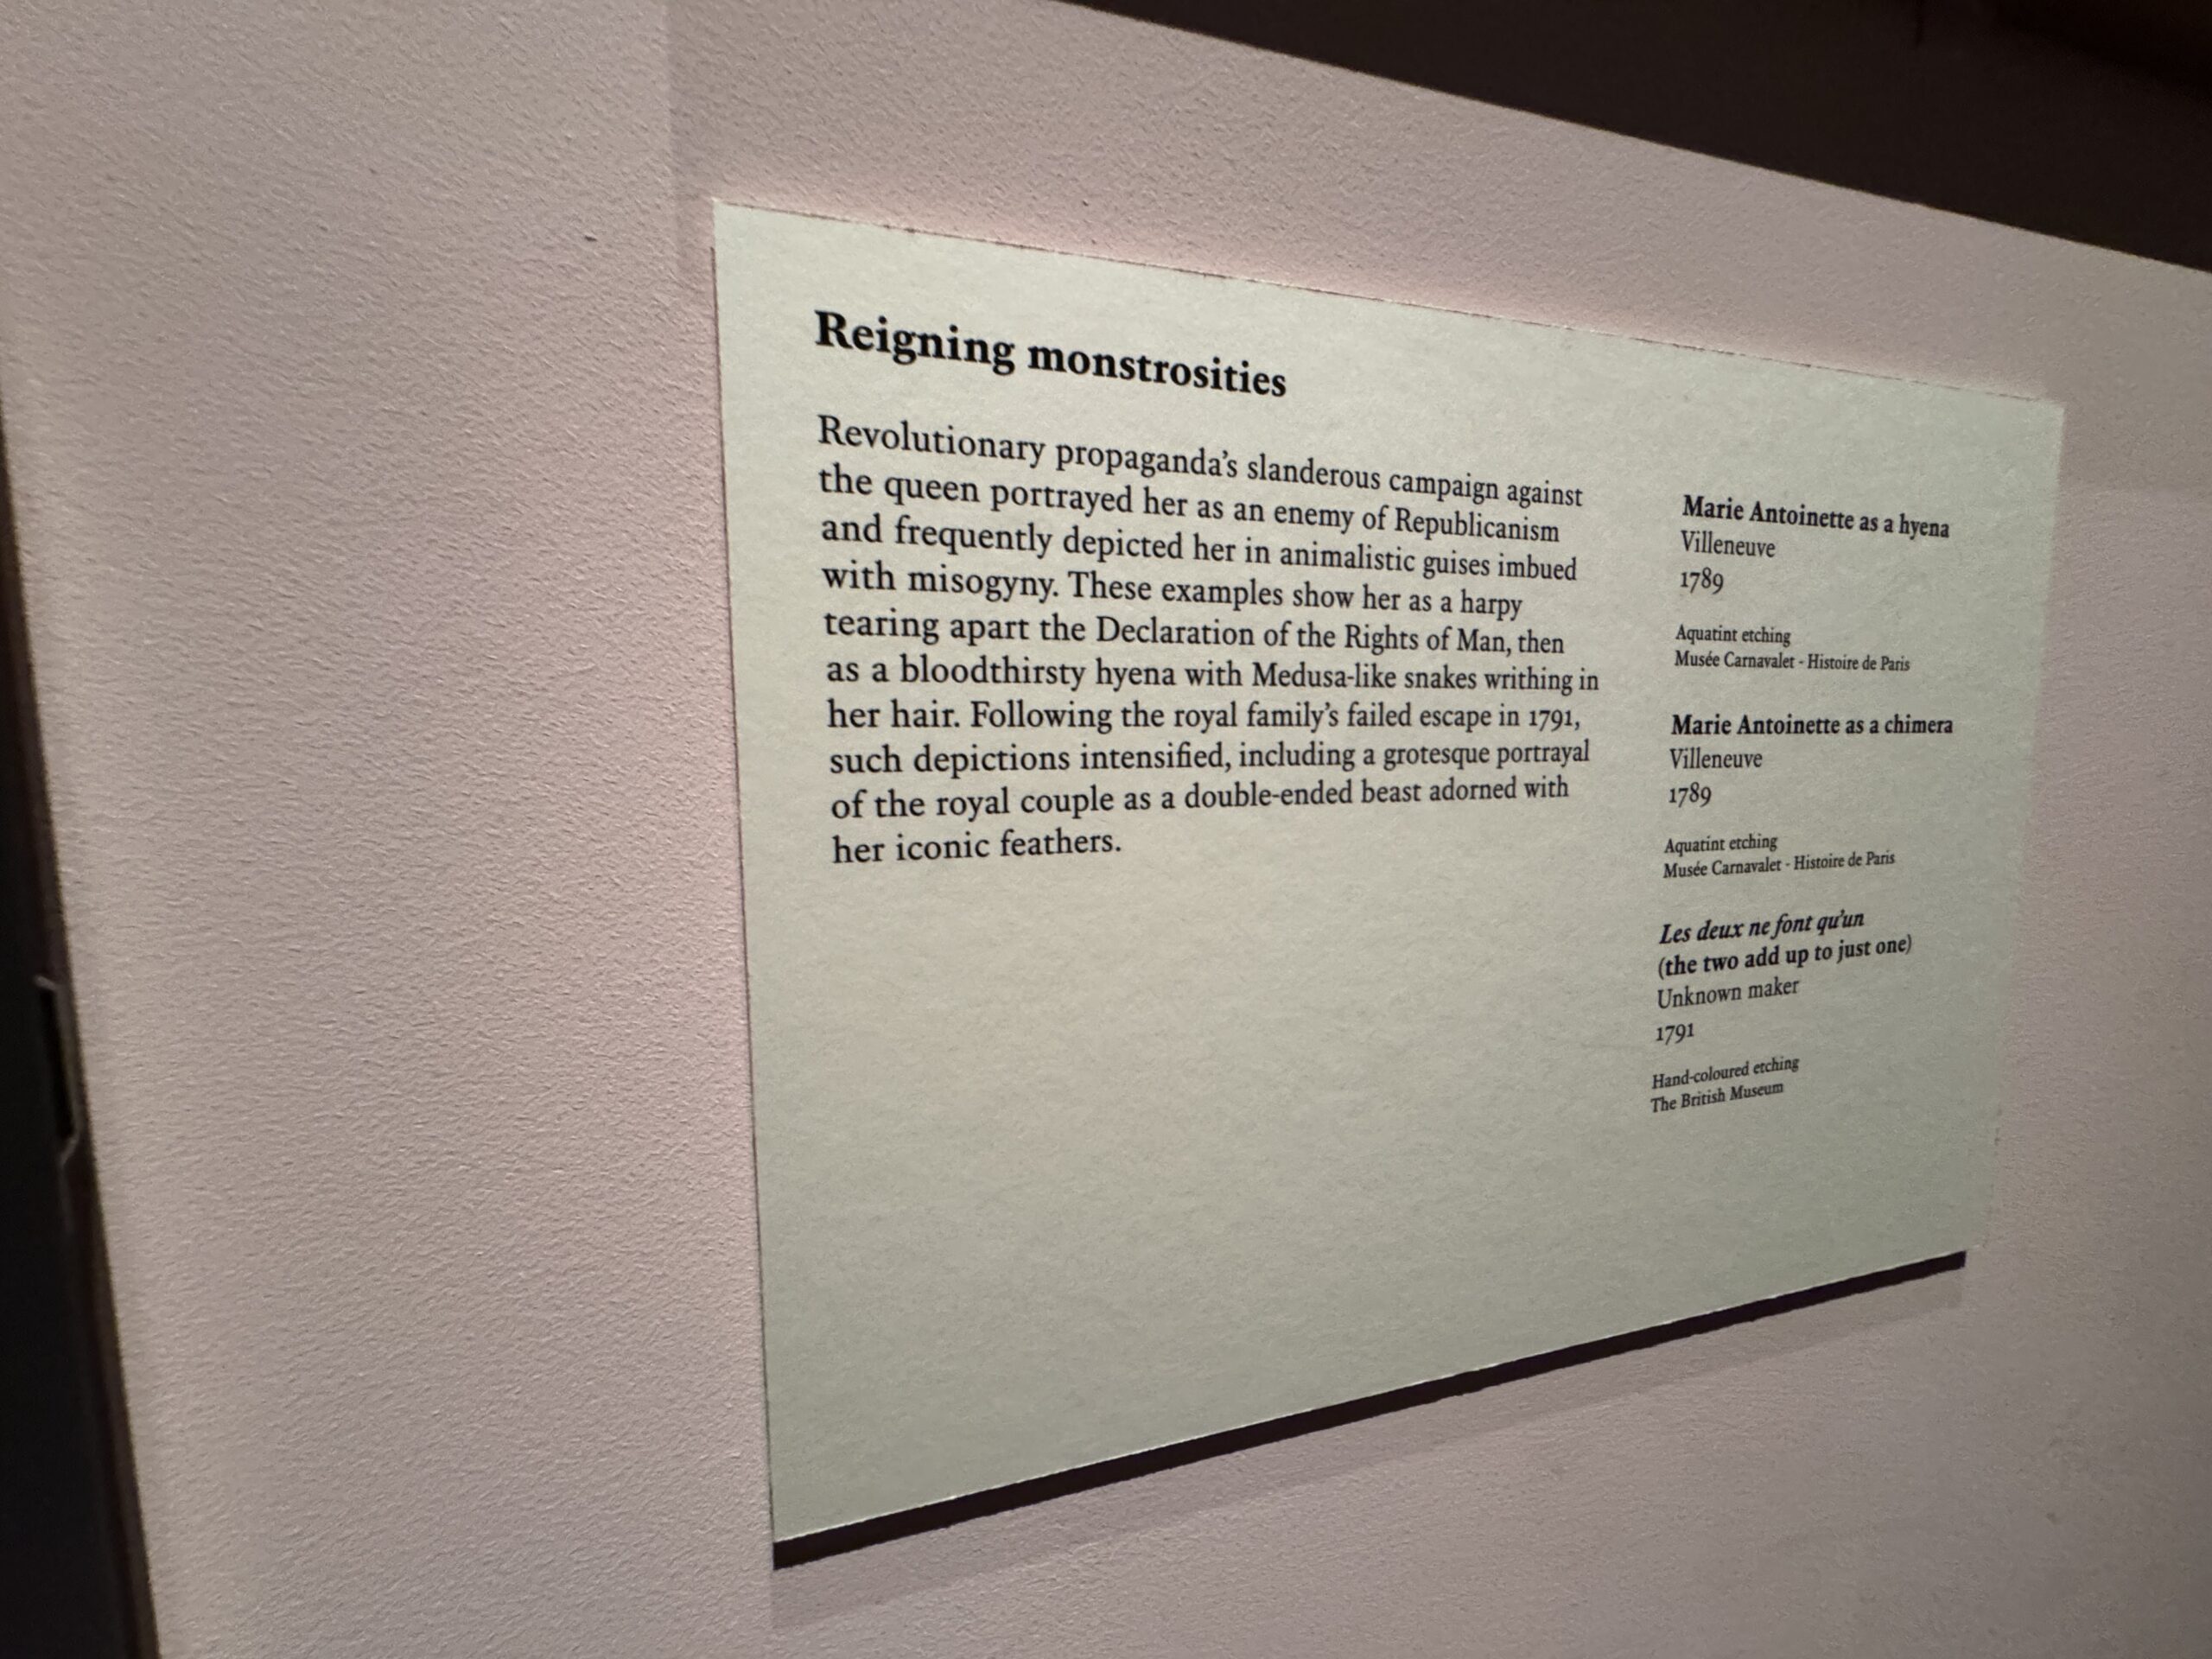 Reigning monstrosities
Revolutionary propaganda's slanderous campaign against
the queen portrayed her as an enemy of Republicanism
and frequently depicted her in animalistic guises imbued
with misogyny. These examples show her as a harpy
tearing apart the Declaration of the Rights of Man, then
as a bloodthirsty hyena with Medusa-like snakes writhing in
her hair. Following the royal family's failed escape in 1791,
such depictions intensified, including a grotesque portrayal
of the royal couple as a double-ended beast adorned with
her iconic feathers.
Marie Antoinette as a hyena
Villeneuve
1789
Aquatint etching
Musée Carnavalet - Histoire de Paris
Marie Antoinette as a chimera
Villeneuve
1789
Aquatint etching
Musée Carnavalet - Histoire de Paris
Les deux ne font qu'un
(the two add up to just one)
Unknown maker
1791
Hand-coloured etching
The British Museum